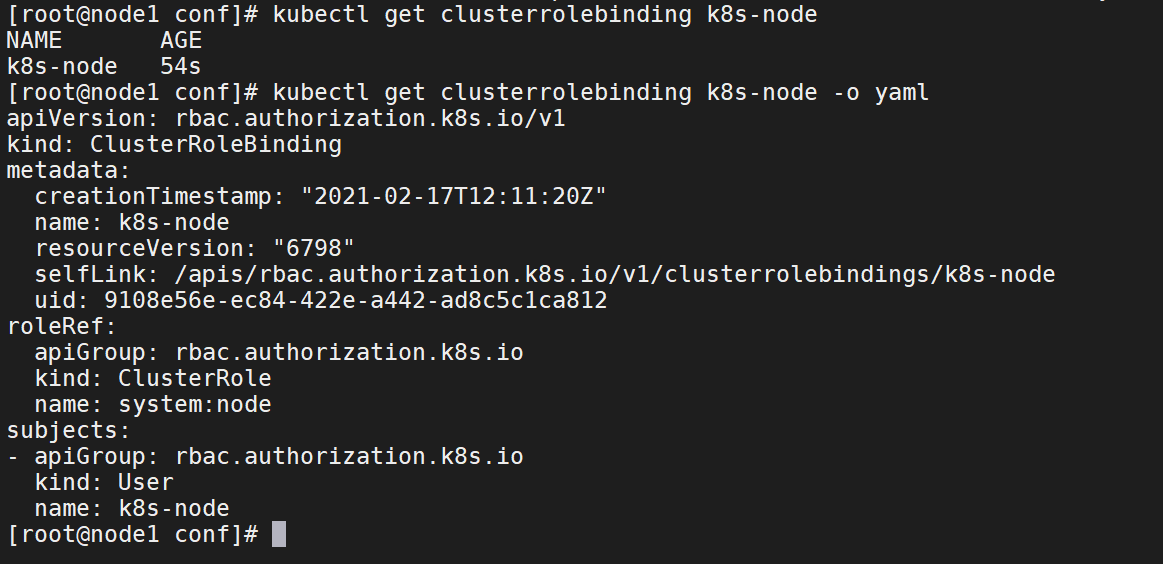 [root@node1 conf]# kubectl get clusterrolebinding k8s-node
NAME       AGE
k8s-node   54s
[root@node1 conf]# kubectl get clusterrolebinding k8s-node -o yaml
apiVersion: rbac.authorization.k8s.io/v1
kind: ClusterRoleBinding
metadata:
  creationTimestamp: "2021-02-17T12:11:20Z"
  name: k8s-node
  resourceVersion: "6798"
  selfLink: /apis/rbac.authorization.k8s.io/v1/clusterrolebindings/k8s-node
  uid: 9108e56e-ec84-422e-a442-ad8c5c1ca812
roleRef:
  apiGroup: rbac.authorization.k8s.io
  kind: ClusterRole
  name: system:node
subjects:
- apiGroup: rbac.authorization.k8s.io
  kind: User
  name: k8s-node
[root@node1 conf]#